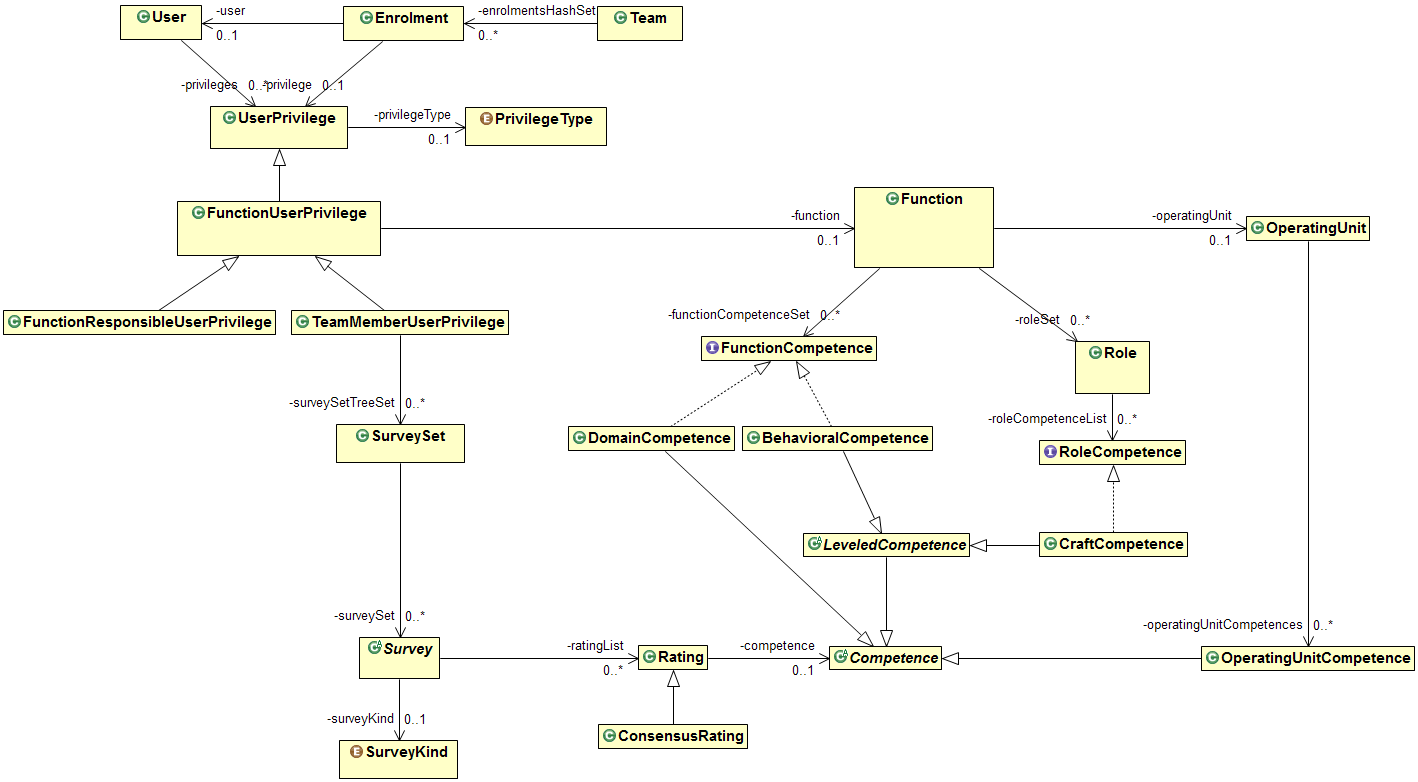 User
-user
0..1
Enrolment
-enrolmentsHashSet
0..*
Team
-privileges
0..*
-privilege
0..1
UserPrivilege
-privilegeType
0..1
PrivilegeType
FunctionUserPrivilege
-function
0..1
Function
-operatingUnit
0..1
OperatingUnit
FunctionResponsibleUserPrivilege
TeamMemberUserPrivilege
-functionCompetenceSet
0..*
-roleSet
0..*
FunctionCompetence
Role
-surveySetTreeSet
0..*
-roleCompetenceList
0..*
SurveySet
DomainCompetence
BehavioralCompetence
RoleCompetence
LeveledCompetence
CraftCompetence
-surveySet
0..*
-operatingUnitCompetences
0..*
Survey
-ratingList
0..*
Rating
-competence
0..1
Competence
OperatingUnitCompetence
-surveyKind
0..1
ConsensusRating
SurveyKind